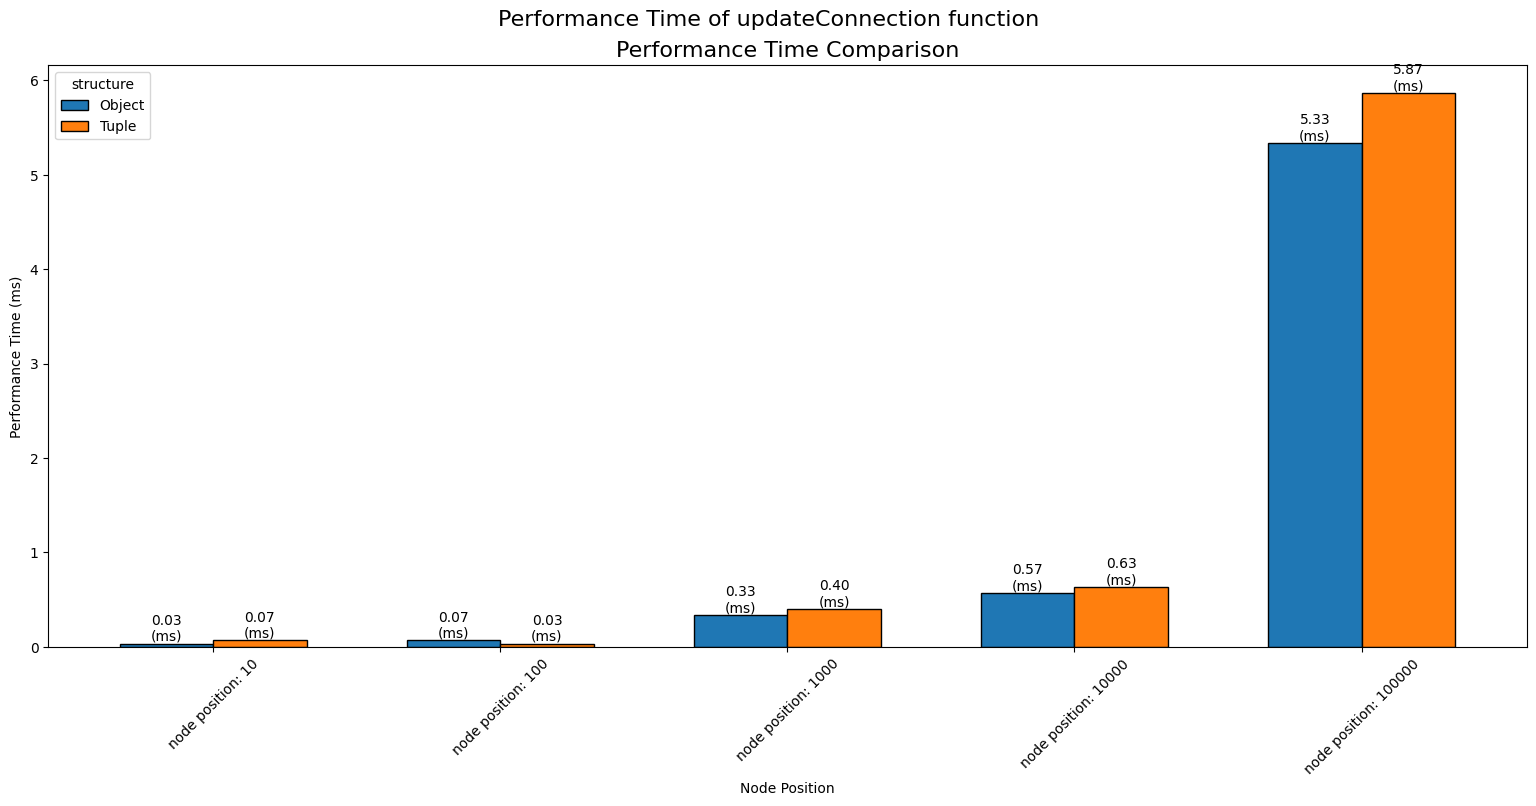 Performance Time of updateConnection function
Performance Time Comparison
structure
Object
Tuple
6
5
4
3
2
1
0
Performance Time (ms)
0.03
(ms)
0.07
(ms)
0.07
(ms)
0.03
(ms)
0.33
(ms)
0.40
(ms)
0.57
(ms)
0.63
(ms)
5.33
(ms)
5.87
(ms)
node position: 10
node position: 100
node position: 1000
node position: 10000
node position: 100000
Node Position